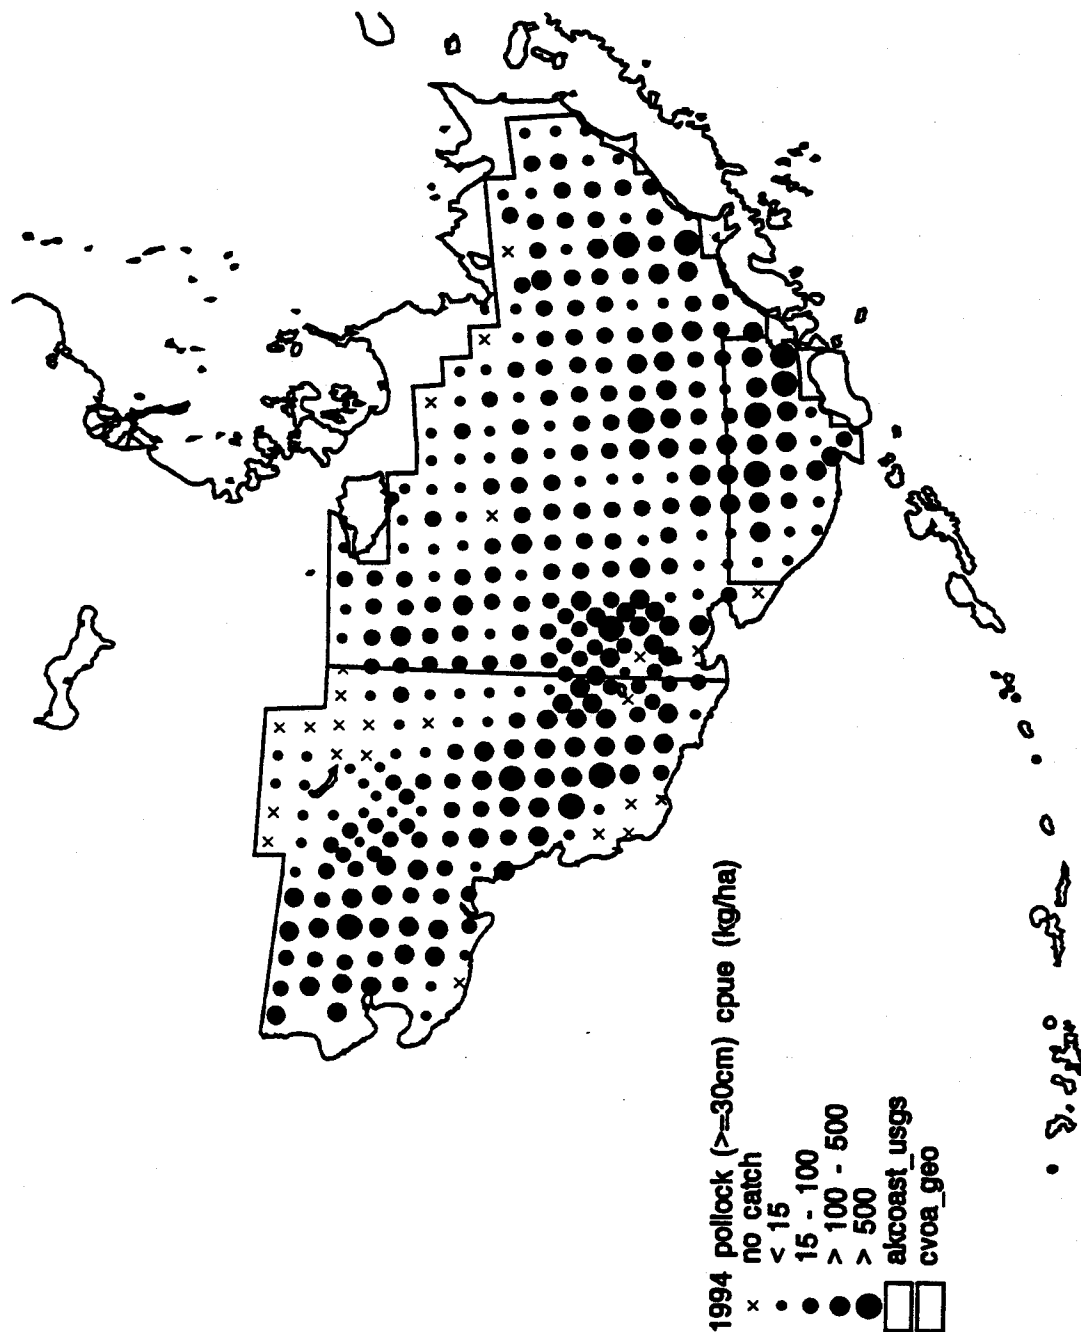 1994 pollock (>=30cm) cpue (kg/ha)
no catch
< 15
15 - 100
> 100 - 500
> 500
akcoast_usgs
cvoa_geo